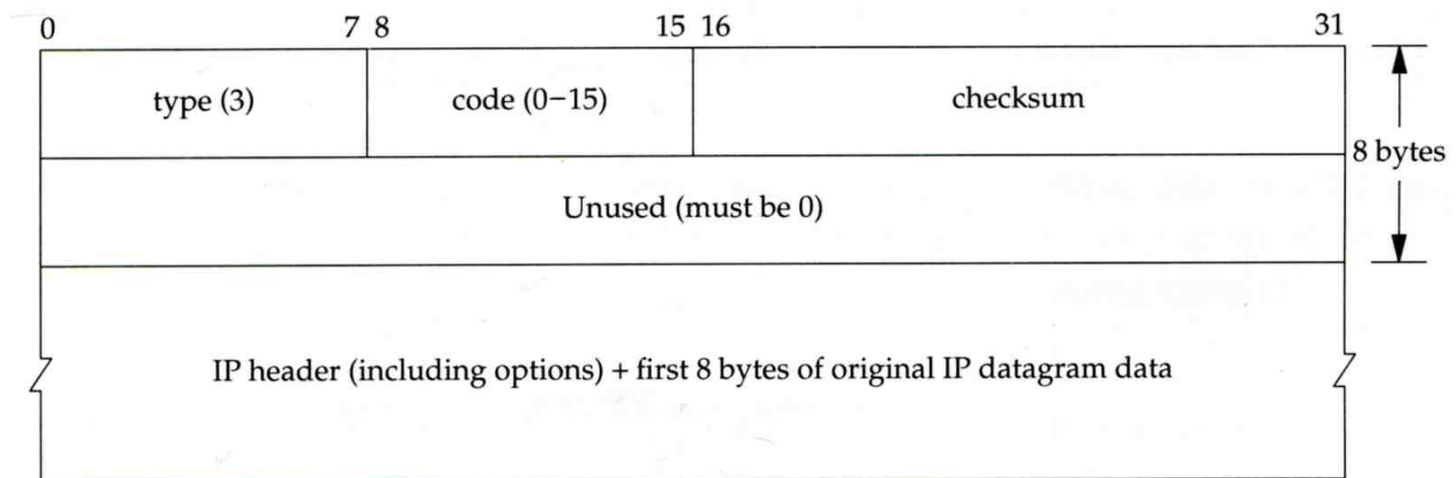 0 7 8 15 16 31
type (3) code (0−15) checksum
8 bytes
Unused (must be 0)
IP header (including options) + first 8 bytes of original IP datagram data